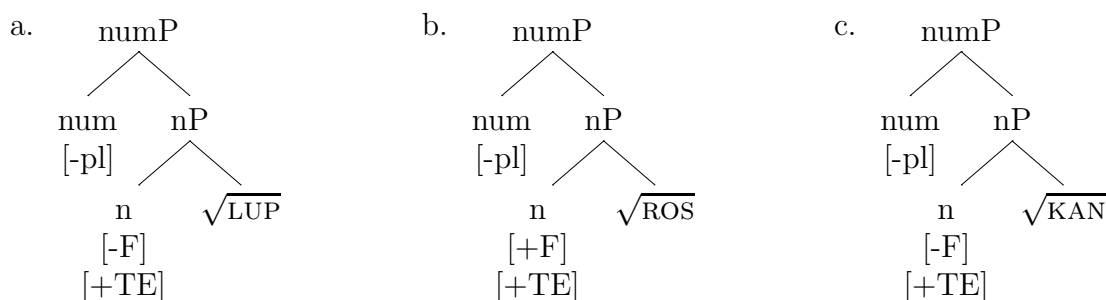 a. numP b. numP c. numP
num nP num nP num nP
[-pl] [-pl] [-pl]
n √LUP n √ROS n √KAN
[-F] [+F] [-F]
[+TE] [+TE] [+TE]